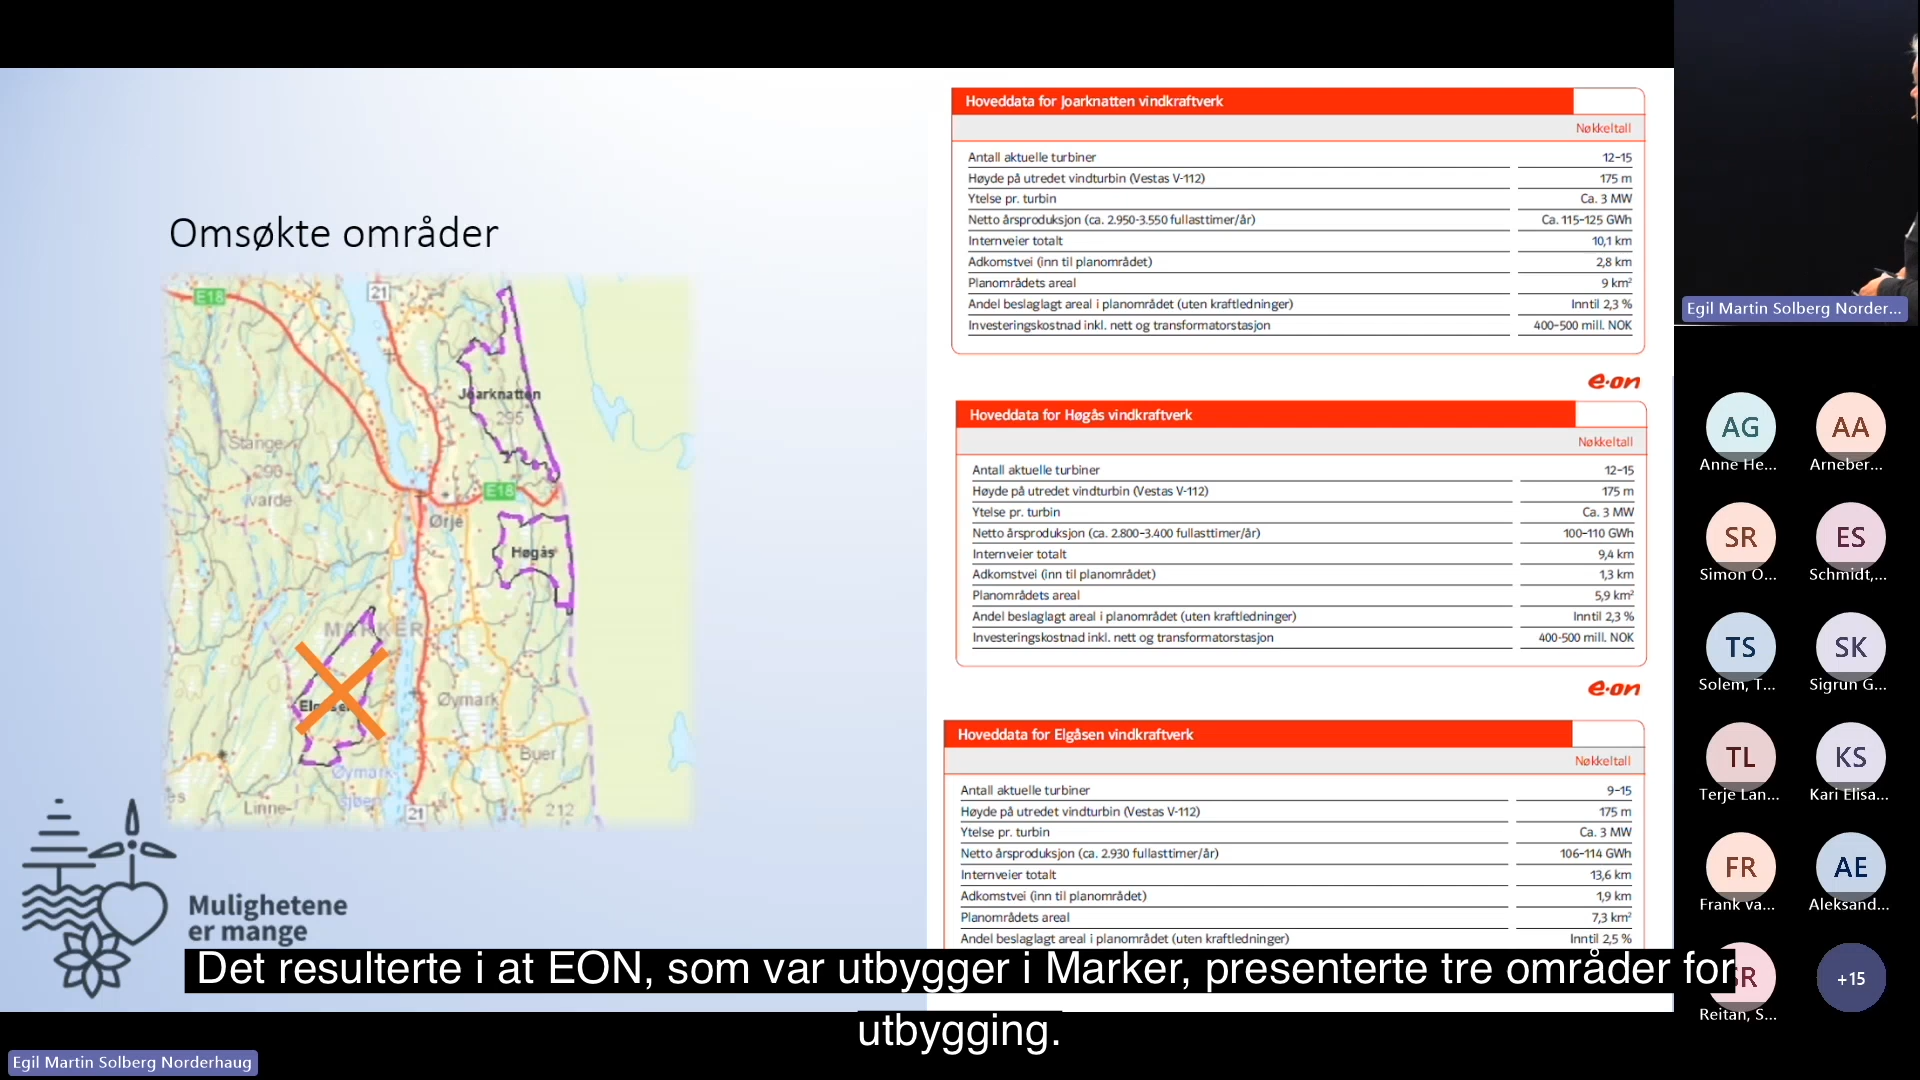 Omsøkte områder
E18
21
Joarknatten
295
Stange-
290
varde
E18
Ørje
Høgås
MARKER
Øymark
Buer
Øymark-
sjøen
Linne-
21
212
Mulighetene
er mange
Hoveddata for Joarknatten vindkraftverk
Nøkkeltall
Antall aktuelle turbiner 12–15
Høyde på utredet vindturbin (Vestas V-112) 175 m
Ytelse pr. turbin Ca. 3 MW
Netto årsproduksjon (ca. 2.950-3.550 fullasttimer/år) Ca. 115–125 GWh
Internveier totalt 10,1 km
Adkomstvei (inn til planområdet) 2,8 km
Planområdets areal 9 km²
Andel beslaglagt areal i planområdet (uten kraftledninger) Inntil 2,3 %
Investeringskostnad inkl. nett og transformatorstasjon 400–500 mill. NOK
e·on
Hoveddata for Høgås vindkraftverk
Nøkkeltall
Antall aktuelle turbiner 12–15
Høyde på utredet vindturbin (Vestas V-112) 175 m
Ytelse pr. turbin Ca. 3 MW
Netto årsproduksjon (ca. 2.800–3.400 fullasttimer/år) 100–110 GWh
Internveier totalt 9,4 km
Adkomstvei (inn til planområdet) 1,3 km
Planområdets areal 5,9 km²
Andel beslaglagt areal i planområdet (uten kraftledninger) Inntil 2,3 %
Investeringskostnad inkl. nett og transformatorstasjon 400-500 mill. NOK
e·on
Hoveddata for Elgåsen vindkraftverk
Nøkkeltall
Antall aktuelle turbiner 9–15
Høyde på utredet vindturbin (Vestas V-112) 175 m
Ytelse pr. turbin Ca. 3 MW
Netto årsproduksjon (ca. 2.930 fullasttimer/år) 106–114 GWh
Internveier totalt 13,6 km
Adkomstvei (inn til planområdet) 1,9 km
Planområdets areal 7,3 km²
Andel beslaglagt areal i planområdet (uten kraftledninger) Inntil 2,5 %
Det resulterte i at EON, som var utbygger i Marker, presenterte tre områder for
utbygging.
Egil Martin Solberg Norderhaug
Egil Martin Solberg Norder...
AG AA
Anne He... Arneber...
SR ES
Simon O... Schmidt,...
TS SK
Solem, T... Sigrun G...
TL KS
Terje Lan... Kari Elisa...
FR AE
Frank va... Aleksand...
SR +15
Reitan, S...